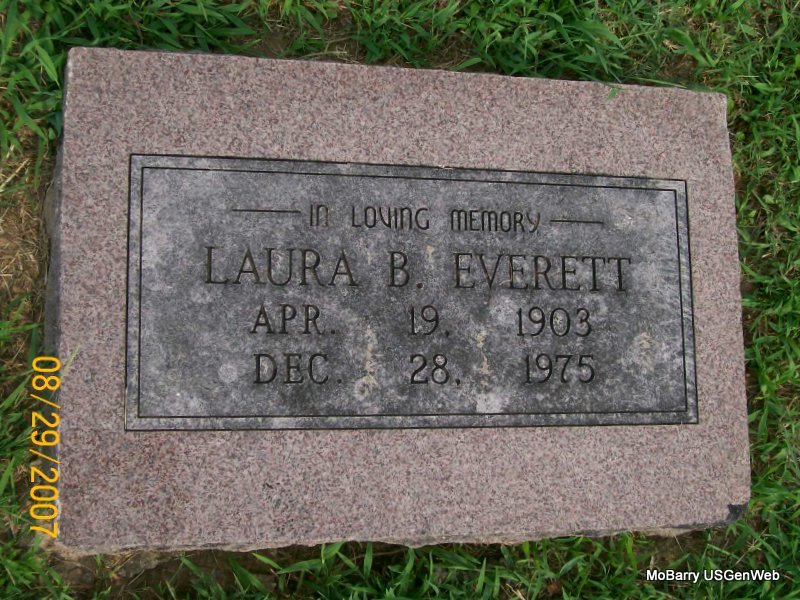 IN LOVING MEMORY
LAURA B. EVERETT
APR. 19, 1903
DEC. 28, 1975
08/29/2007
MoBarry USGenWeb